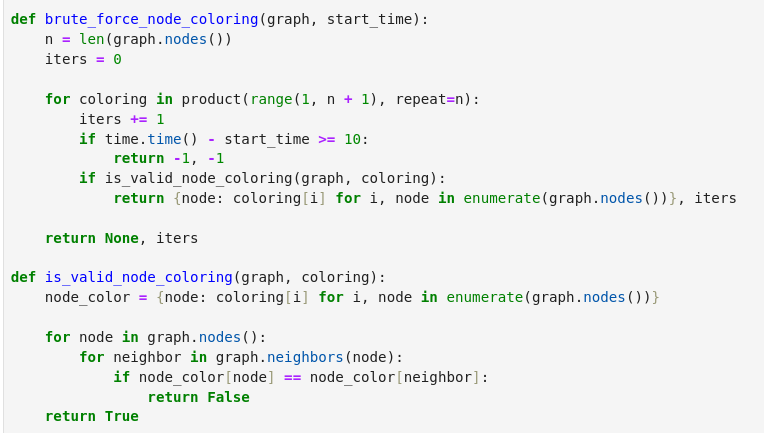 def brute_force_node_coloring(graph, start_time):
    n = len(graph.nodes())
    iters = 0

    for coloring in product(range(1, n + 1), repeat=n):
        iters += 1
        if time.time() - start_time >= 10:
            return -1, -1
        if is_valid_node_coloring(graph, coloring):
            return {node: coloring[i] for i, node in enumerate(graph.nodes())}, iters

    return None, iters

def is_valid_node_coloring(graph, coloring):
    node_color = {node: coloring[i] for i, node in enumerate(graph.nodes())}

    for node in graph.nodes():
        for neighbor in graph.neighbors(node):
            if node_color[node] == node_color[neighbor]:
                return False
    return True